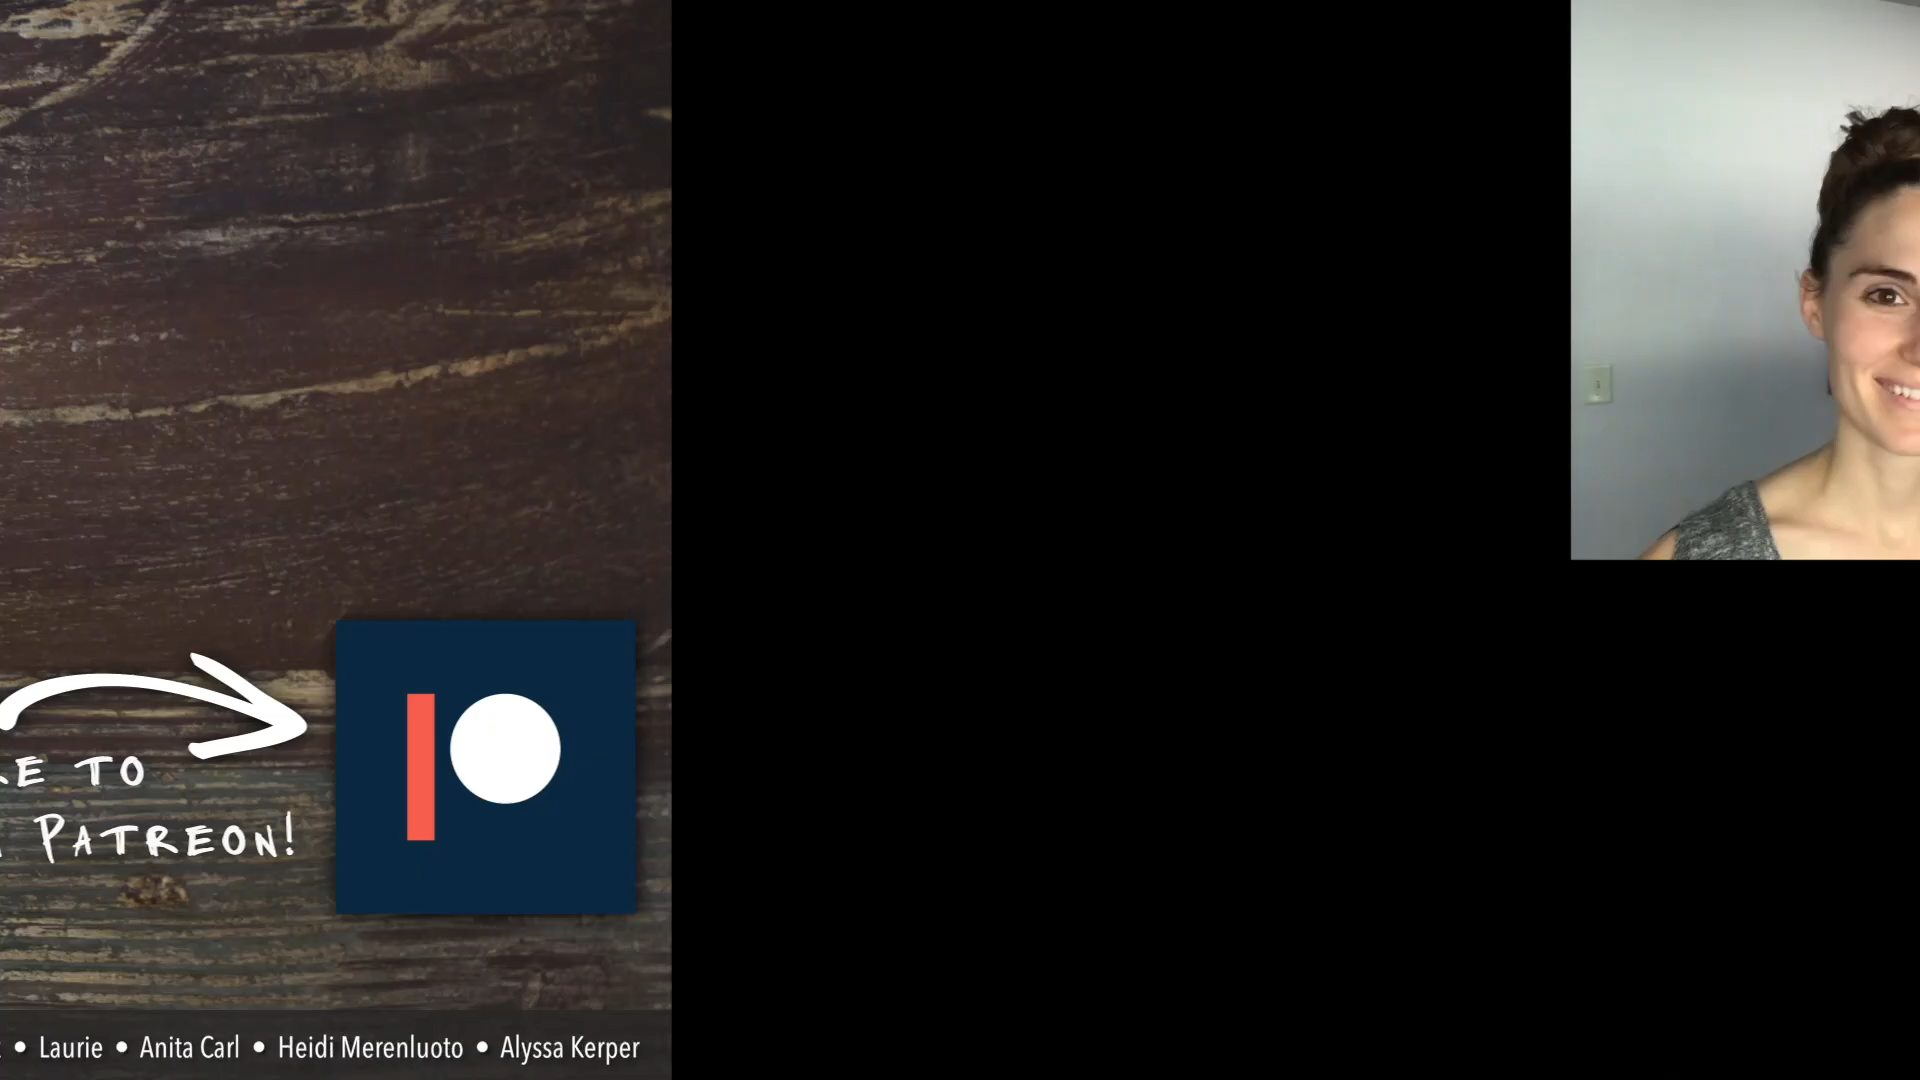 TO
PATREON!
• Laurie • Anita Carl • Heidi Merenluoto • Alyssa Kerper